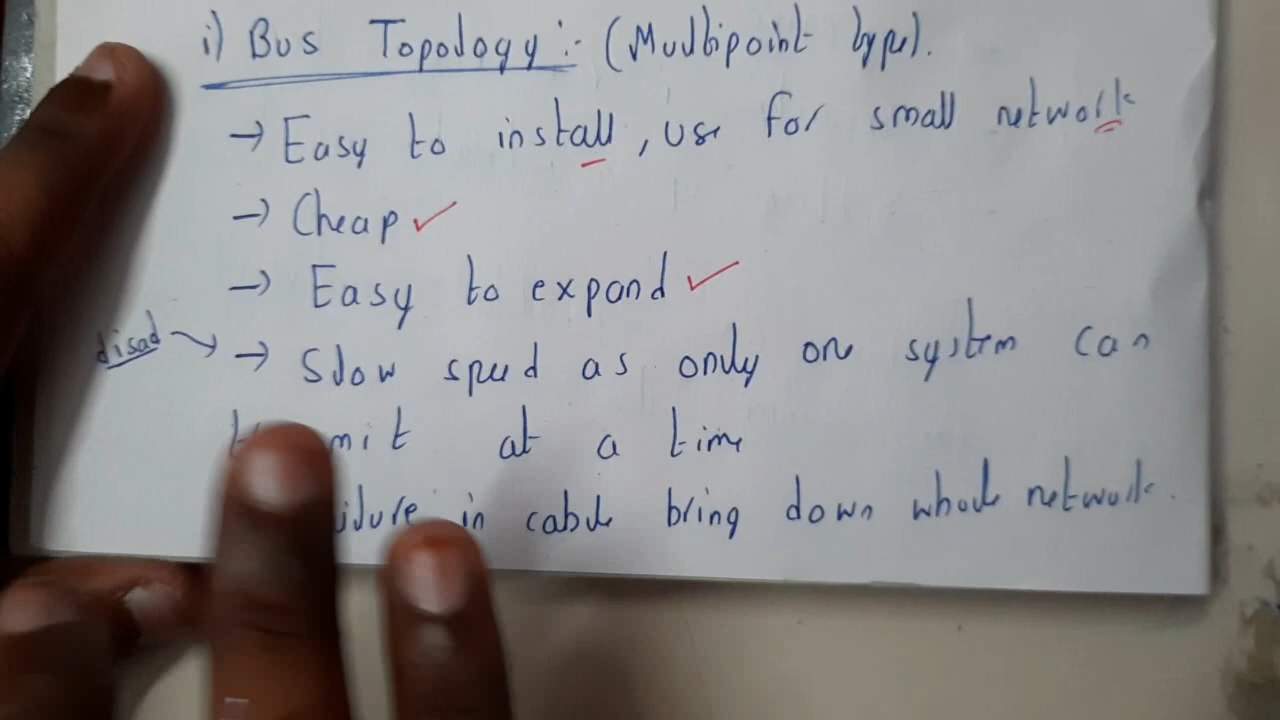 i) Bus Topology :- (Multipoint type).
→ Easy to install, use for small network
→ Cheap ✓
→ Easy to expand ✓
disad → → Slow speed as only one system can
at a time
in cable bring down whole network.